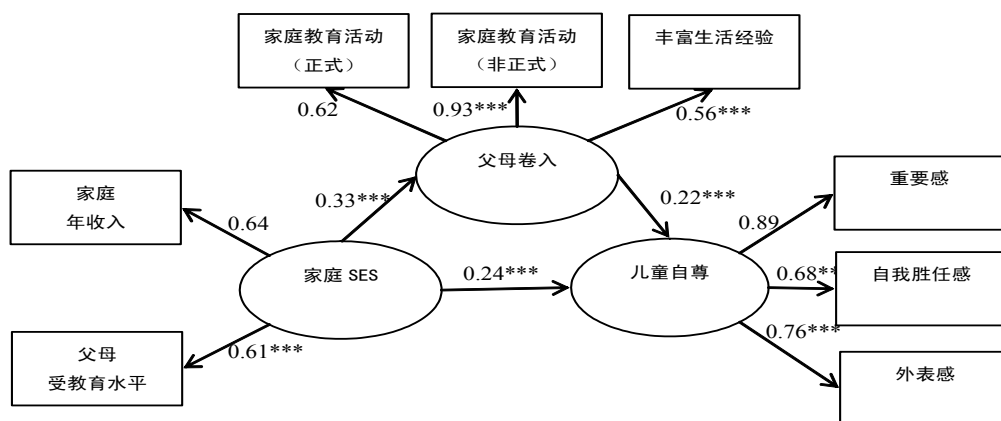 家庭教育活动
（正式）
家庭教育活动
（非正式）
丰富生活经验
0.62
0.93***
0.56***
父母卷入
家庭
年收入
0.33***
0.22***
重要感
0.64
0.89
家庭 SES
0.24***
儿童自尊
0.68**
自我胜任感
父母
受教育水平
0.61***
0.76***
外表感